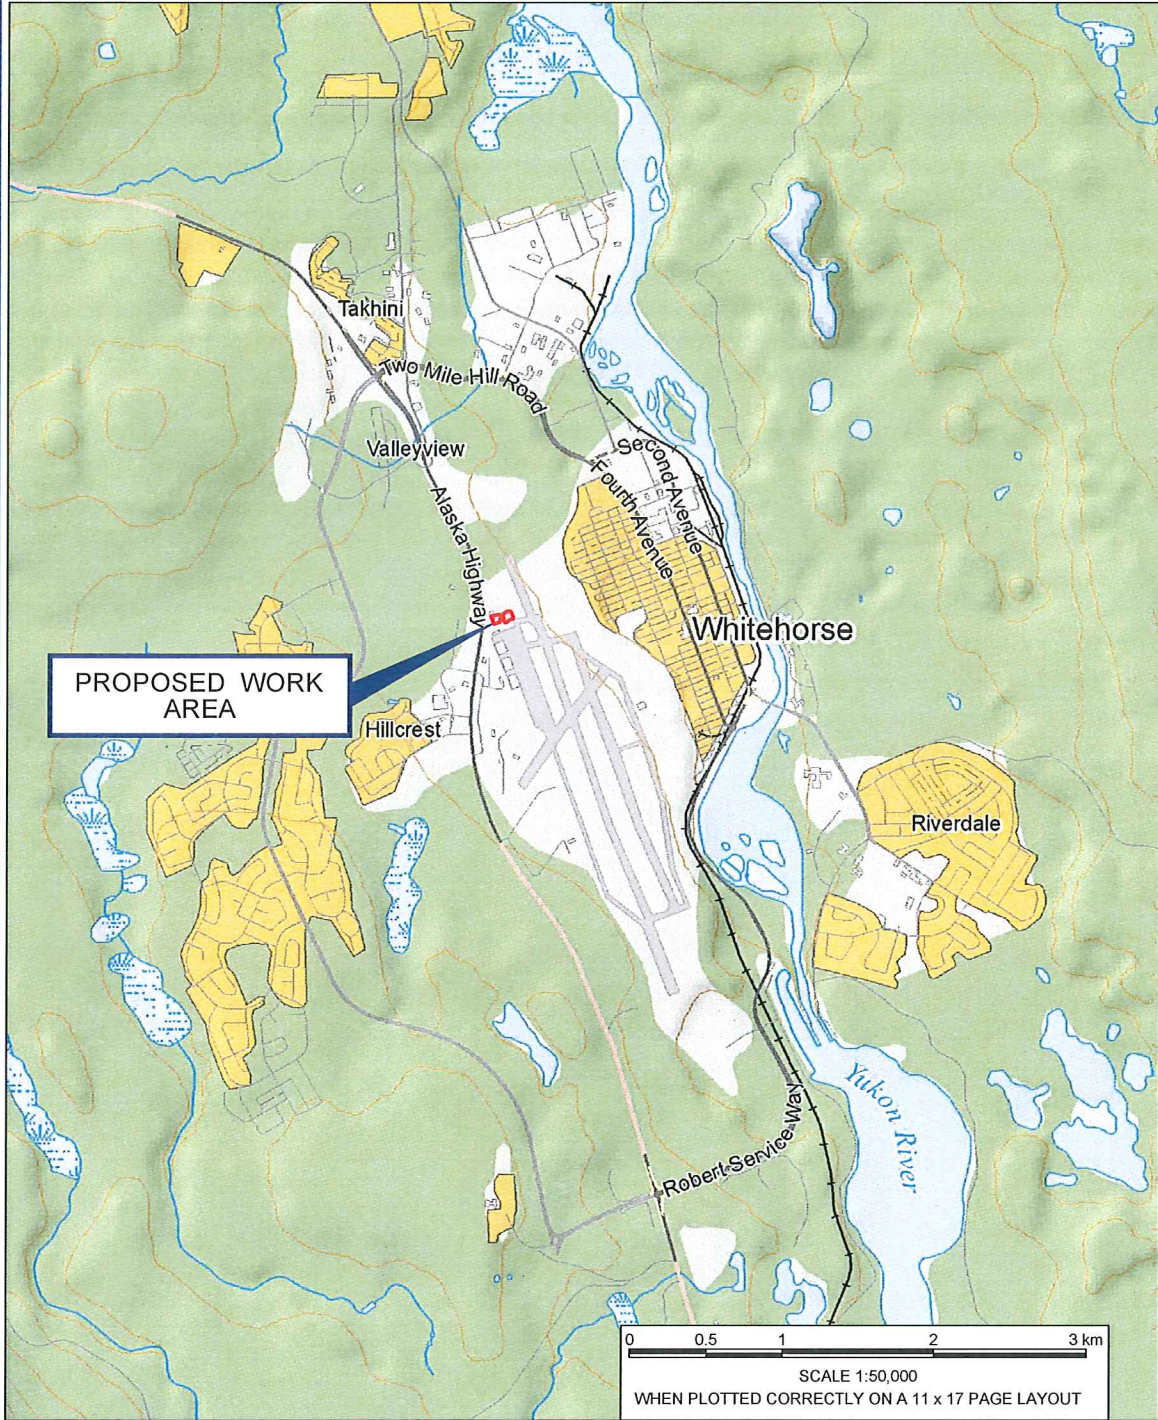 Takhini
Two Mile Hill Road
Valleyview
Second Avenue
Fourth Avenue
Alaska Highway
Whitehorse
PROPOSED WORK
AREA
Hillcrest
Riverdale
Yukon River
Robert Service Way
0 0.5 1 2 3 km
SCALE 1:50,000
WHEN PLOTTED CORRECTLY ON A 11 x 17 PAGE LAYOUT